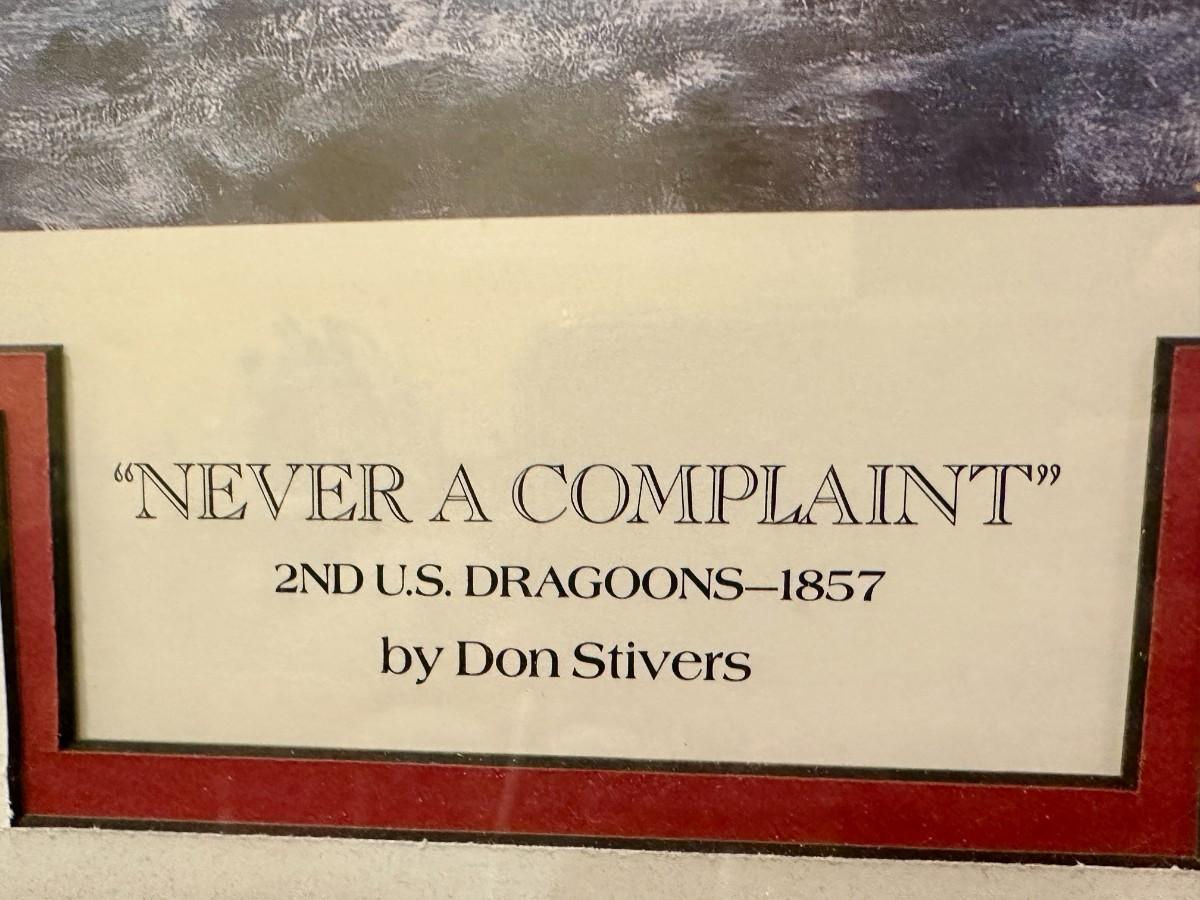 “NEVER A COMPLAINT”
2ND U.S. DRAGOONS—1857
by Don Stivers